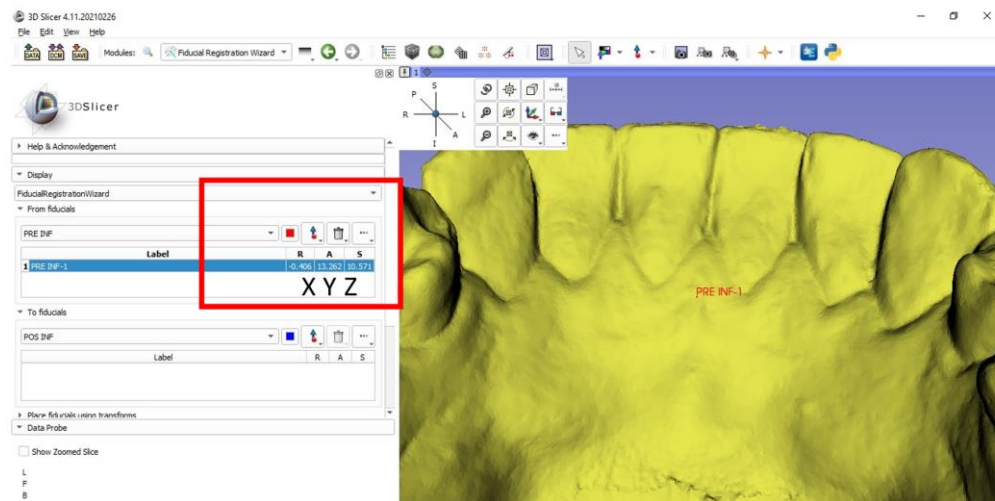 3D Slicer 4.11.20210226
File Edit View Help
DATA DCM SAVE Modules: Fiducial Registration Wizard
1
3DSlicer
P S
R L
I A
Help & Acknowledgement
Display
FiducialRegistrationWizard
From fiducials
PRE INF
Label R A S
1 PRE INF-1 -0.406 13.262 10.571
X Y Z
PRE INF-1
To fiducials
POS INF
Label R A S
Place fiducials using transforms
Data Probe
Show Zoomed Slice
L
F
B